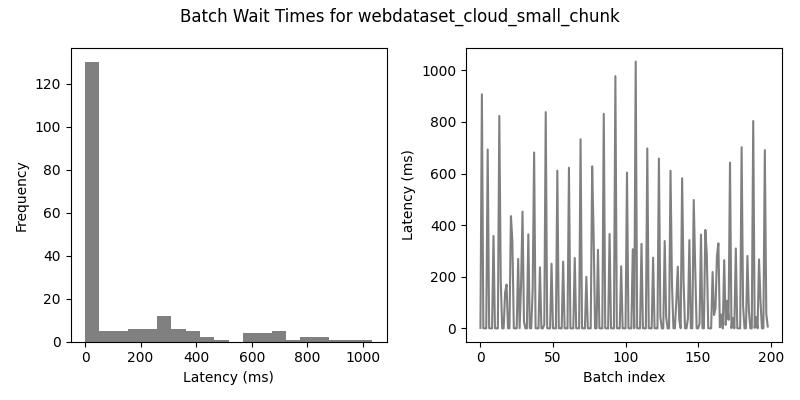 Batch Wait Times for webdataset_cloud_small_chunk
Frequency
120
100
80
60
40
20
0
0 200 400 600 800 1000
Latency (ms)
Latency (ms)
1000
800
600
400
200
0
0 50 100 150 200
Batch index